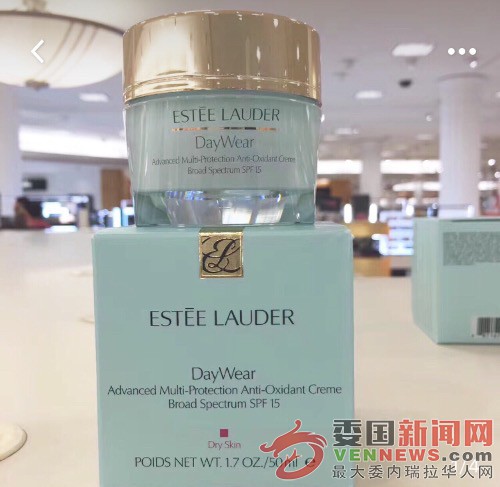 ESTĒE LAUDER
DayWear
Advanced Multi-Protection Anti-Oxidant Creme
Broad Spectrum SPF 15
ESTĒE LAUDER
DayWear
Advanced Multi-Protection Anti-Oxidant Creme
Broad Spectrum SPF 15
Dry Skin
POIDS NET WT. 1.7 OZ./50 ml ℮
委国新闻网
VENNEWS.COM
最大委内瑞拉华人网
1/4